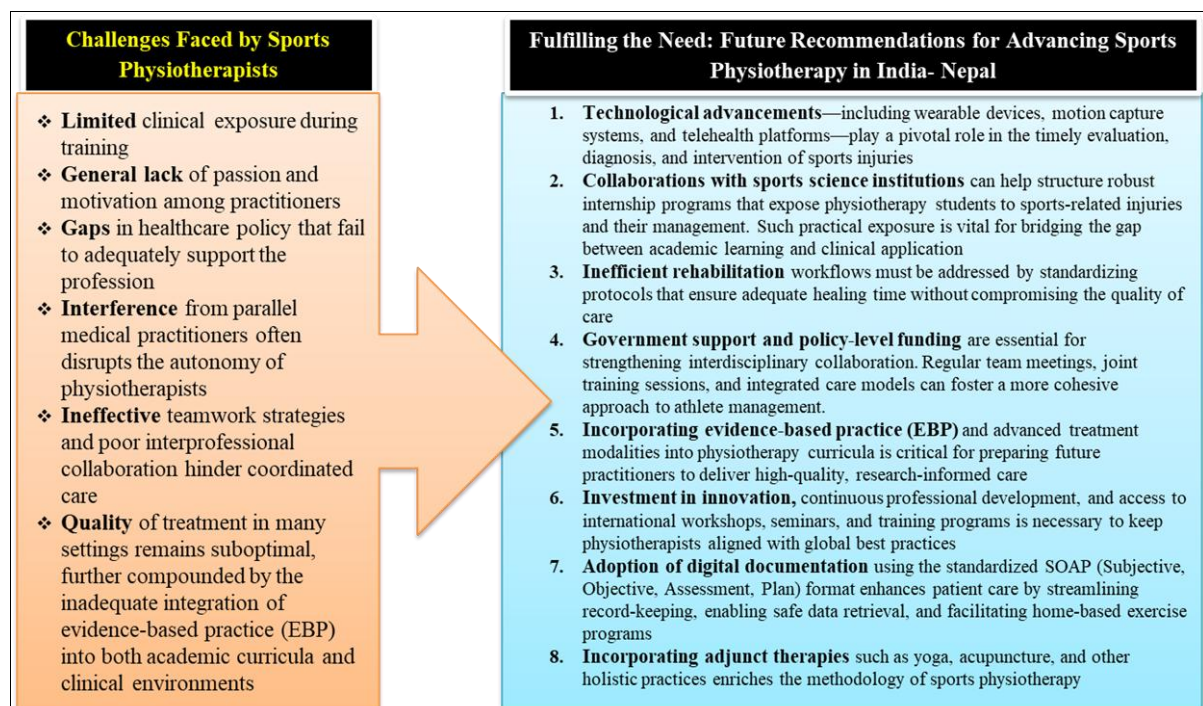 Challenges Faced by Sports
Physiotherapists
❖ Limited clinical exposure during
training
❖ General lack of passion and
motivation among practitioners
❖ Gaps in healthcare policy that fail
to adequately support the
profession
❖ Interference from parallel
medical practitioners often
disrupts the autonomy of
physiotherapists
❖ Ineffective teamwork strategies
and poor interprofessional
collaboration hinder coordinated
care
❖ Quality of treatment in many
settings remains suboptimal,
further compounded by the
inadequate integration of
evidence-based practice (EBP)
into both academic curricula and
clinical environments
Fulfilling the Need: Future Recommendations for Advancing Sports
Physiotherapy in India- Nepal
1. Technological advancements—including wearable devices, motion capture
systems, and telehealth platforms—play a pivotal role in the timely evaluation,
diagnosis, and intervention of sports injuries
2. Collaborations with sports science institutions can help structure robust
internship programs that expose physiotherapy students to sports-related injuries
and their management. Such practical exposure is vital for bridging the gap
between academic learning and clinical application
3. Inefficient rehabilitation workflows must be addressed by standardizing
protocols that ensure adequate healing time without compromising the quality of
care
4. Government support and policy-level funding are essential for
strengthening interdisciplinary collaboration. Regular team meetings, joint
training sessions, and integrated care models can foster a more cohesive
approach to athlete management.
5. Incorporating evidence-based practice (EBP) and advanced treatment
modalities into physiotherapy curricula is critical for preparing future
practitioners to deliver high-quality, research-informed care
6. Investment in innovation, continuous professional development, and access to
international workshops, seminars, and training programs is necessary to keep
physiotherapists aligned with global best practices
7. Adoption of digital documentation using the standardized SOAP (Subjective,
Objective, Assessment, Plan) format enhances patient care by streamlining
record-keeping, enabling safe data retrieval, and facilitating home-based exercise
programs
8. Incorporating adjunct therapies such as yoga, acupuncture, and other
holistic practices enriches the methodology of sports physiotherapy